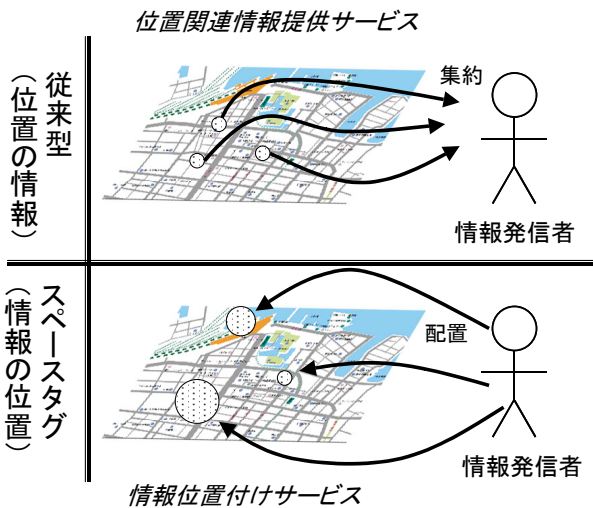 位置関連情報提供サービス
従来型
（位置の情報）
集約
情報発信者
スペースタグ
（情報の位置）
配置
情報発信者
情報位置付けサービス